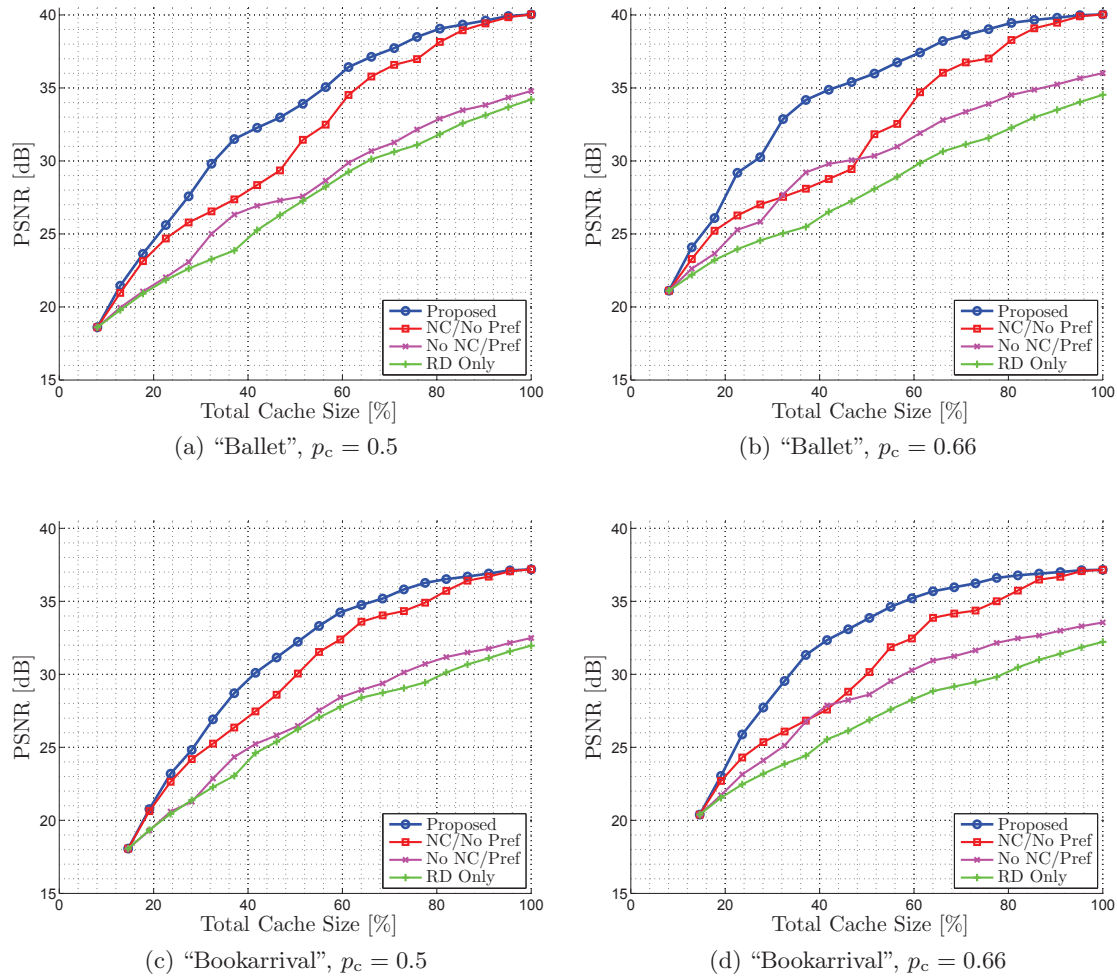 40
35
30
25
20
15
PSNR [dB]
0 20 40 60 80 100
Total Cache Size [%]
Proposed
NC/No Pref
No NC/Pref
RD Only
(a) “Ballet”, pc = 0.5
40
35
30
25
20
15
PSNR [dB]
0 20 40 60 80 100
Total Cache Size [%]
Proposed
NC/No Pref
No NC/Pref
RD Only
(b) “Ballet”, pc = 0.66
40
35
30
25
20
15
PSNR [dB]
0 20 40 60 80 100
Total Cache Size [%]
Proposed
NC/No Pref
No NC/Pref
RD Only
(c) “Bookarrival”, pc = 0.5
40
35
30
25
20
15
PSNR [dB]
0 20 40 60 80 100
Total Cache Size [%]
Proposed
NC/No Pref
No NC/Pref
RD Only
(d) “Bookarrival”, pc = 0.66